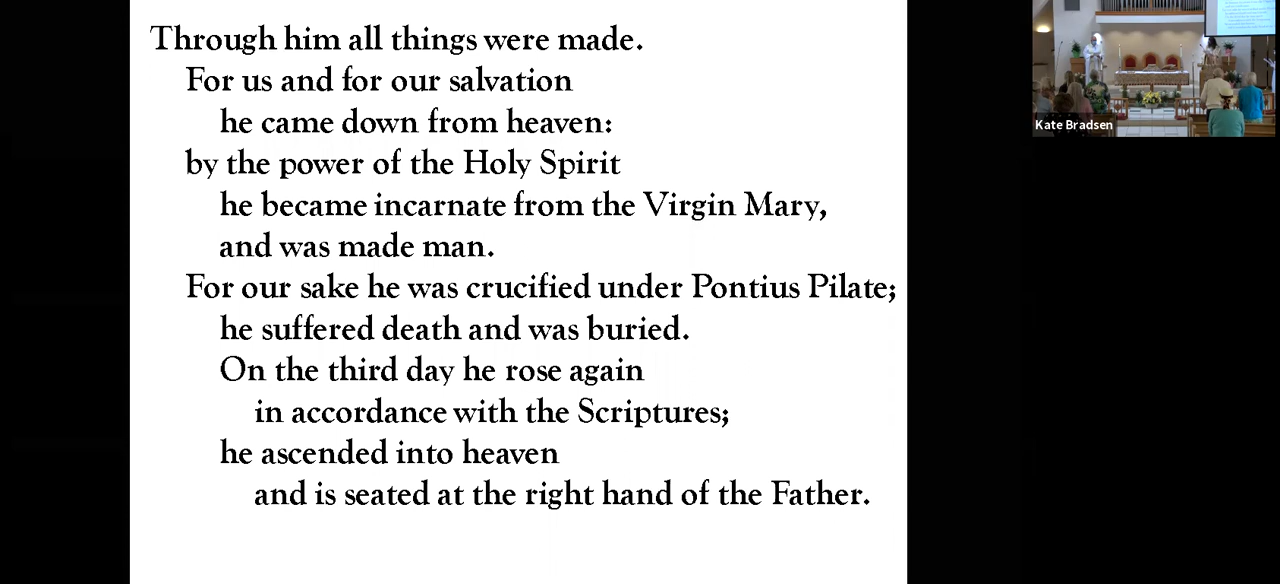 Through him all things were made.
For us and for our salvation
he came down from heaven:
by the power of the Holy Spirit
he became incarnate from the Virgin Mary,
and was made man.
For our sake he was crucified under Pontius Pilate;
he suffered death and was buried.
On the third day he rose again
in accordance with the Scriptures;
he ascended into heaven
and is seated at the right hand of the Father.
Kate Bradsen